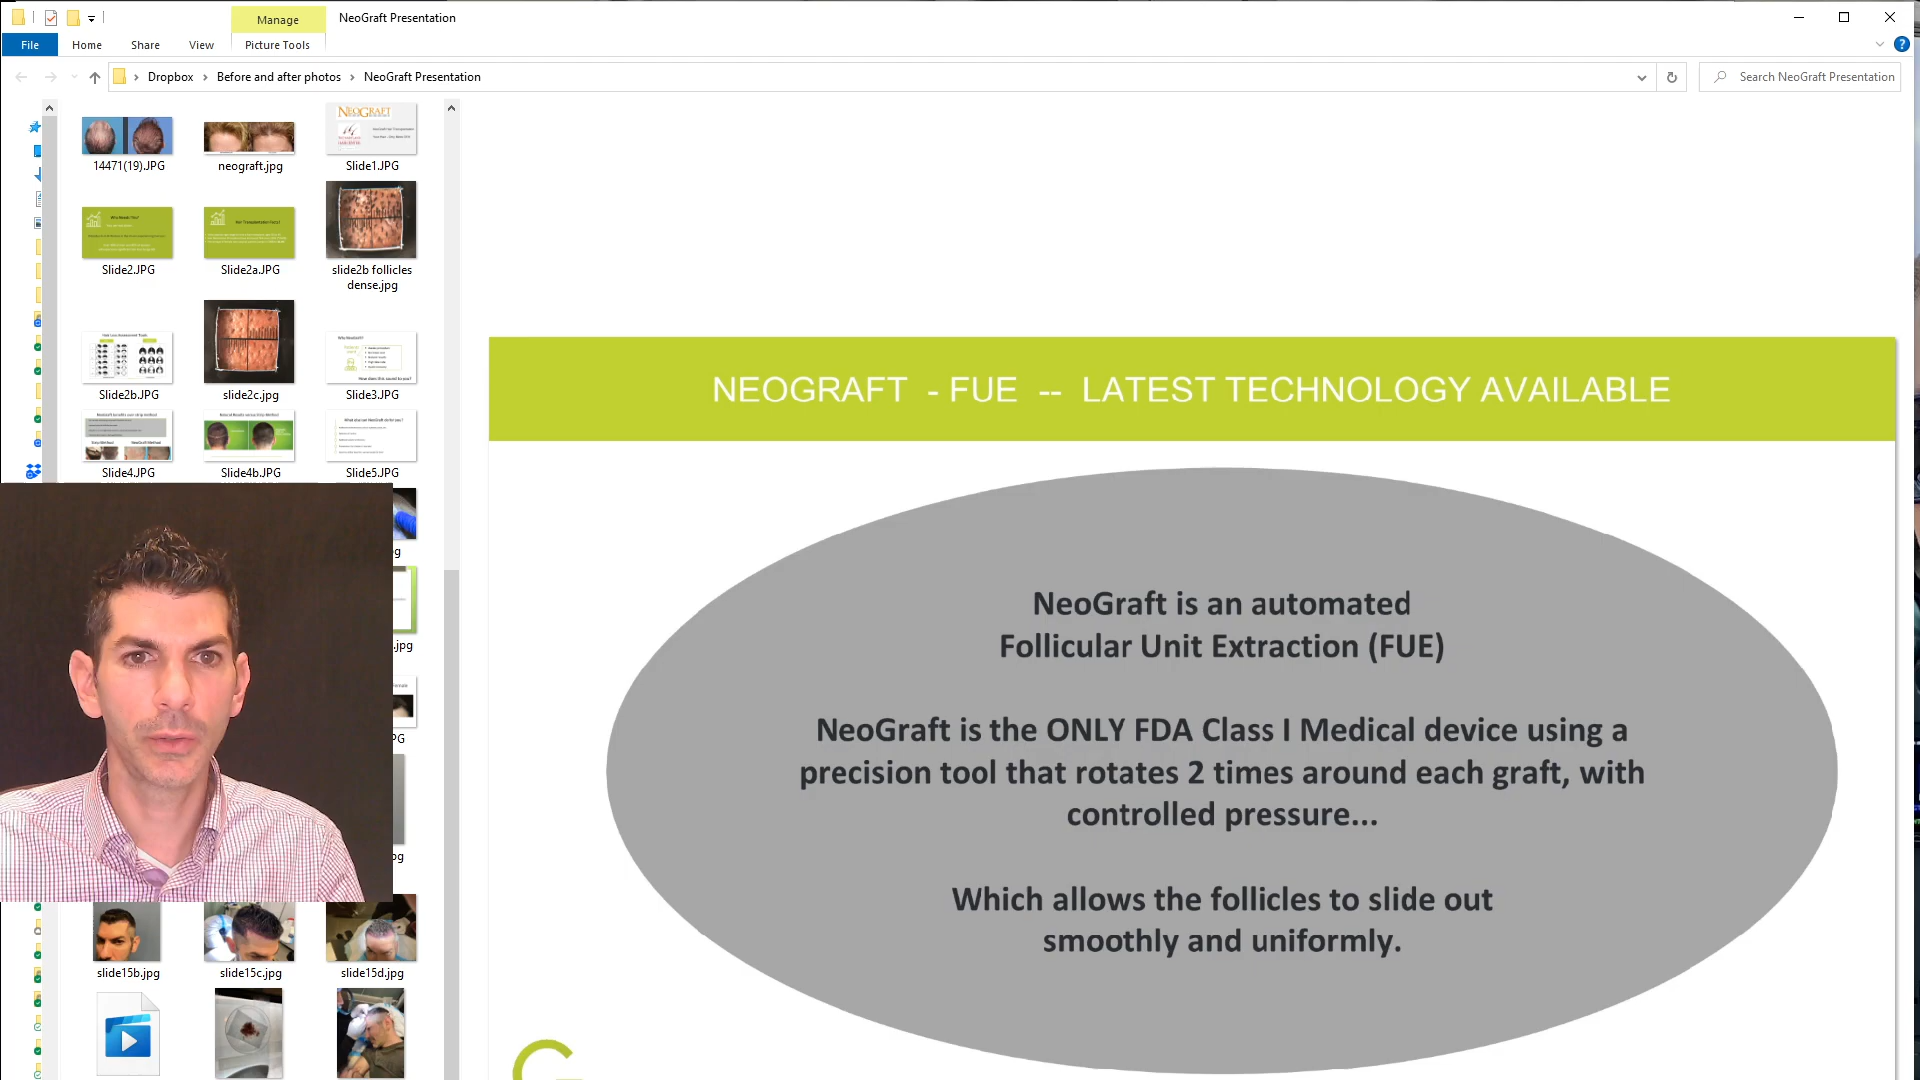 Manage
NeoGraft Presentation
File
Home
Share
View
Picture Tools
Dropbox
Before and after photos
NeoGraft Presentation
Search NeoGraft Presentation
NEOGRAFT
14471(19).JPG
neograft.jpg
Slide1.JPG
Slide2.JPG
Slide2a.JPG
slide2b follicles
dense.jpg
Slide2b.JPG
slide2c.jpg
Slide3.JPG
Slide4.JPG
Slide4b.JPG
Slide5.JPG
g
.jpg
PG
pg
slide15b.jpg
slide15c.jpg
slide15d.jpg
NEOGRAFT - FUE -- LATEST TECHNOLOGY AVAILABLE
NeoGraft is an automated
Follicular Unit Extraction (FUE)
NeoGraft is the ONLY FDA Class I Medical device using a
precision tool that rotates 2 times around each graft, with
controlled pressure...
Which allows the follicles to slide out
smoothly and uniformly.